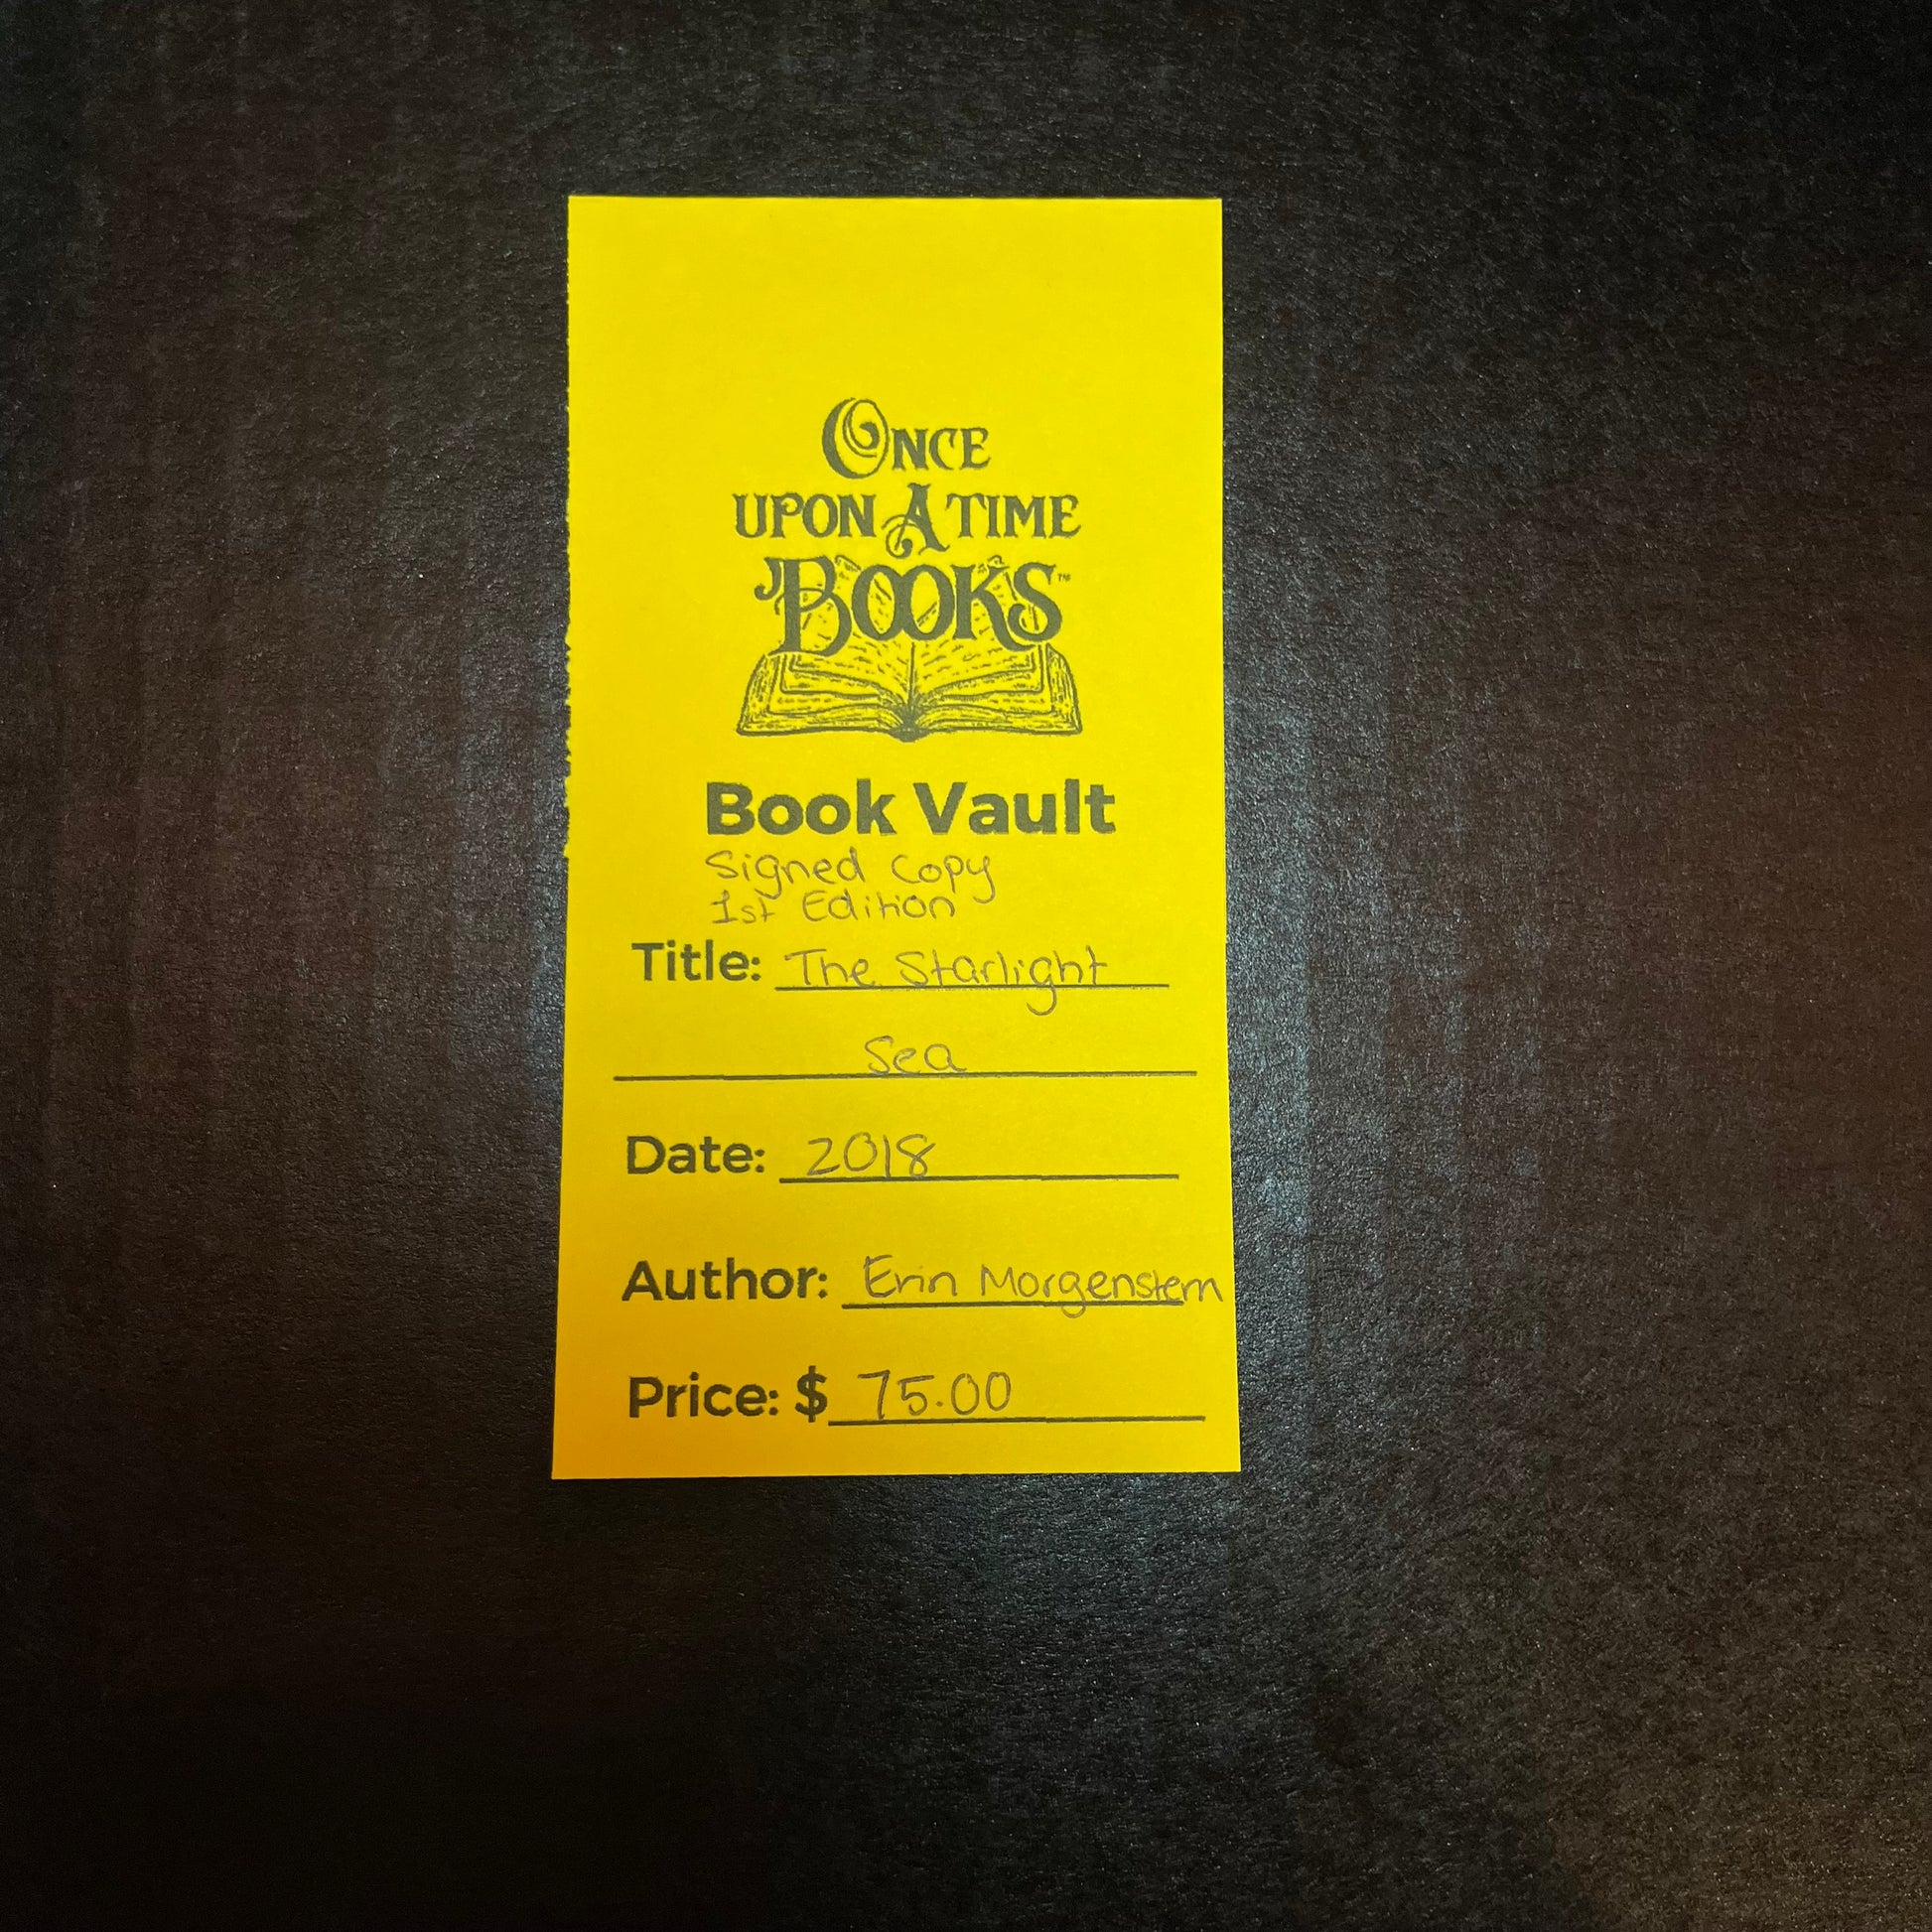 ONCE
UPON A TIME
BOOKS™
Book Vault
Signed Copy
1st Edition
Title: The Starlight
Sea
Date: 2018
Author: Erin Morgenstern
Price: $ 75.00